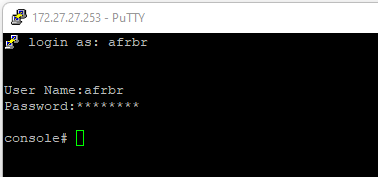 172.27.27.253 - PuTTY
login as: afrbr
User Name:afrbr
Password:********
console#